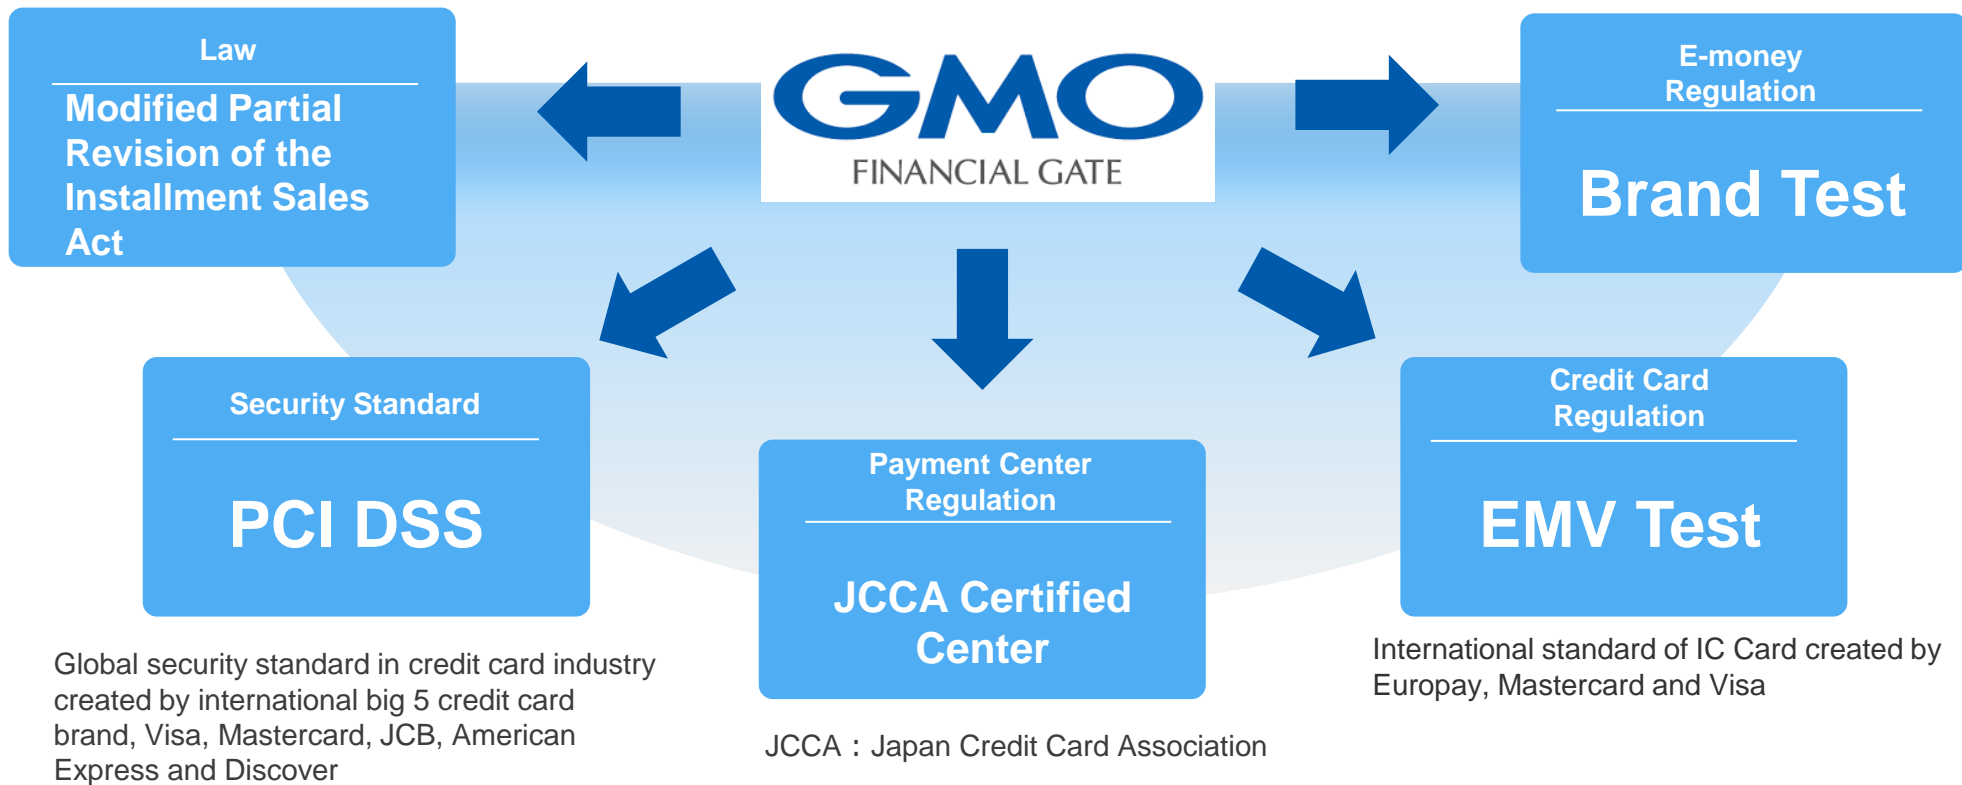 Law
Modified Partial
Revision of the
Installment Sales
Act
GMO
FINANCIAL GATE
E-money
Regulation
Brand Test
Security Standard
PCI DSS
Global security standard in credit card industry
created by international big 5 credit card
brand, Visa, Mastercard, JCB, American
Express and Discover
Payment Center
Regulation
JCCA Certified
Center
JCCA：Japan Credit Card Association
Credit Card
Regulation
EMV Test
International standard of IC Card created by
Europay, Mastercard and Visa